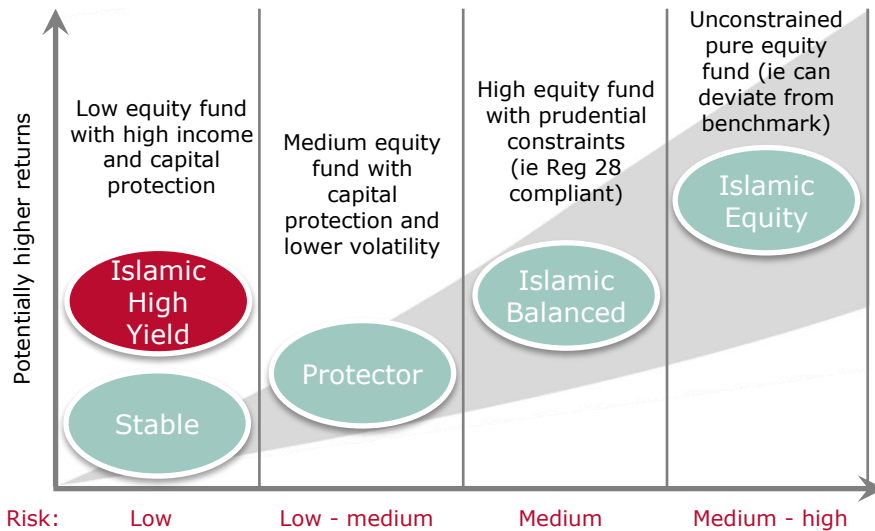 Potentially higher returns
Low equity fund
with high income
and capital
protection
Islamic
High
Yield
Stable
Medium equity
fund with
capital
protection and
lower volatility
Protector
High equity fund
with prudential
constraints
(ie Reg 28
compliant)
Islamic
Balanced
Unconstrained
pure equity
fund (ie can
deviate from
benchmark)
Islamic
Equity
Risk: Low Low - medium Medium Medium - high